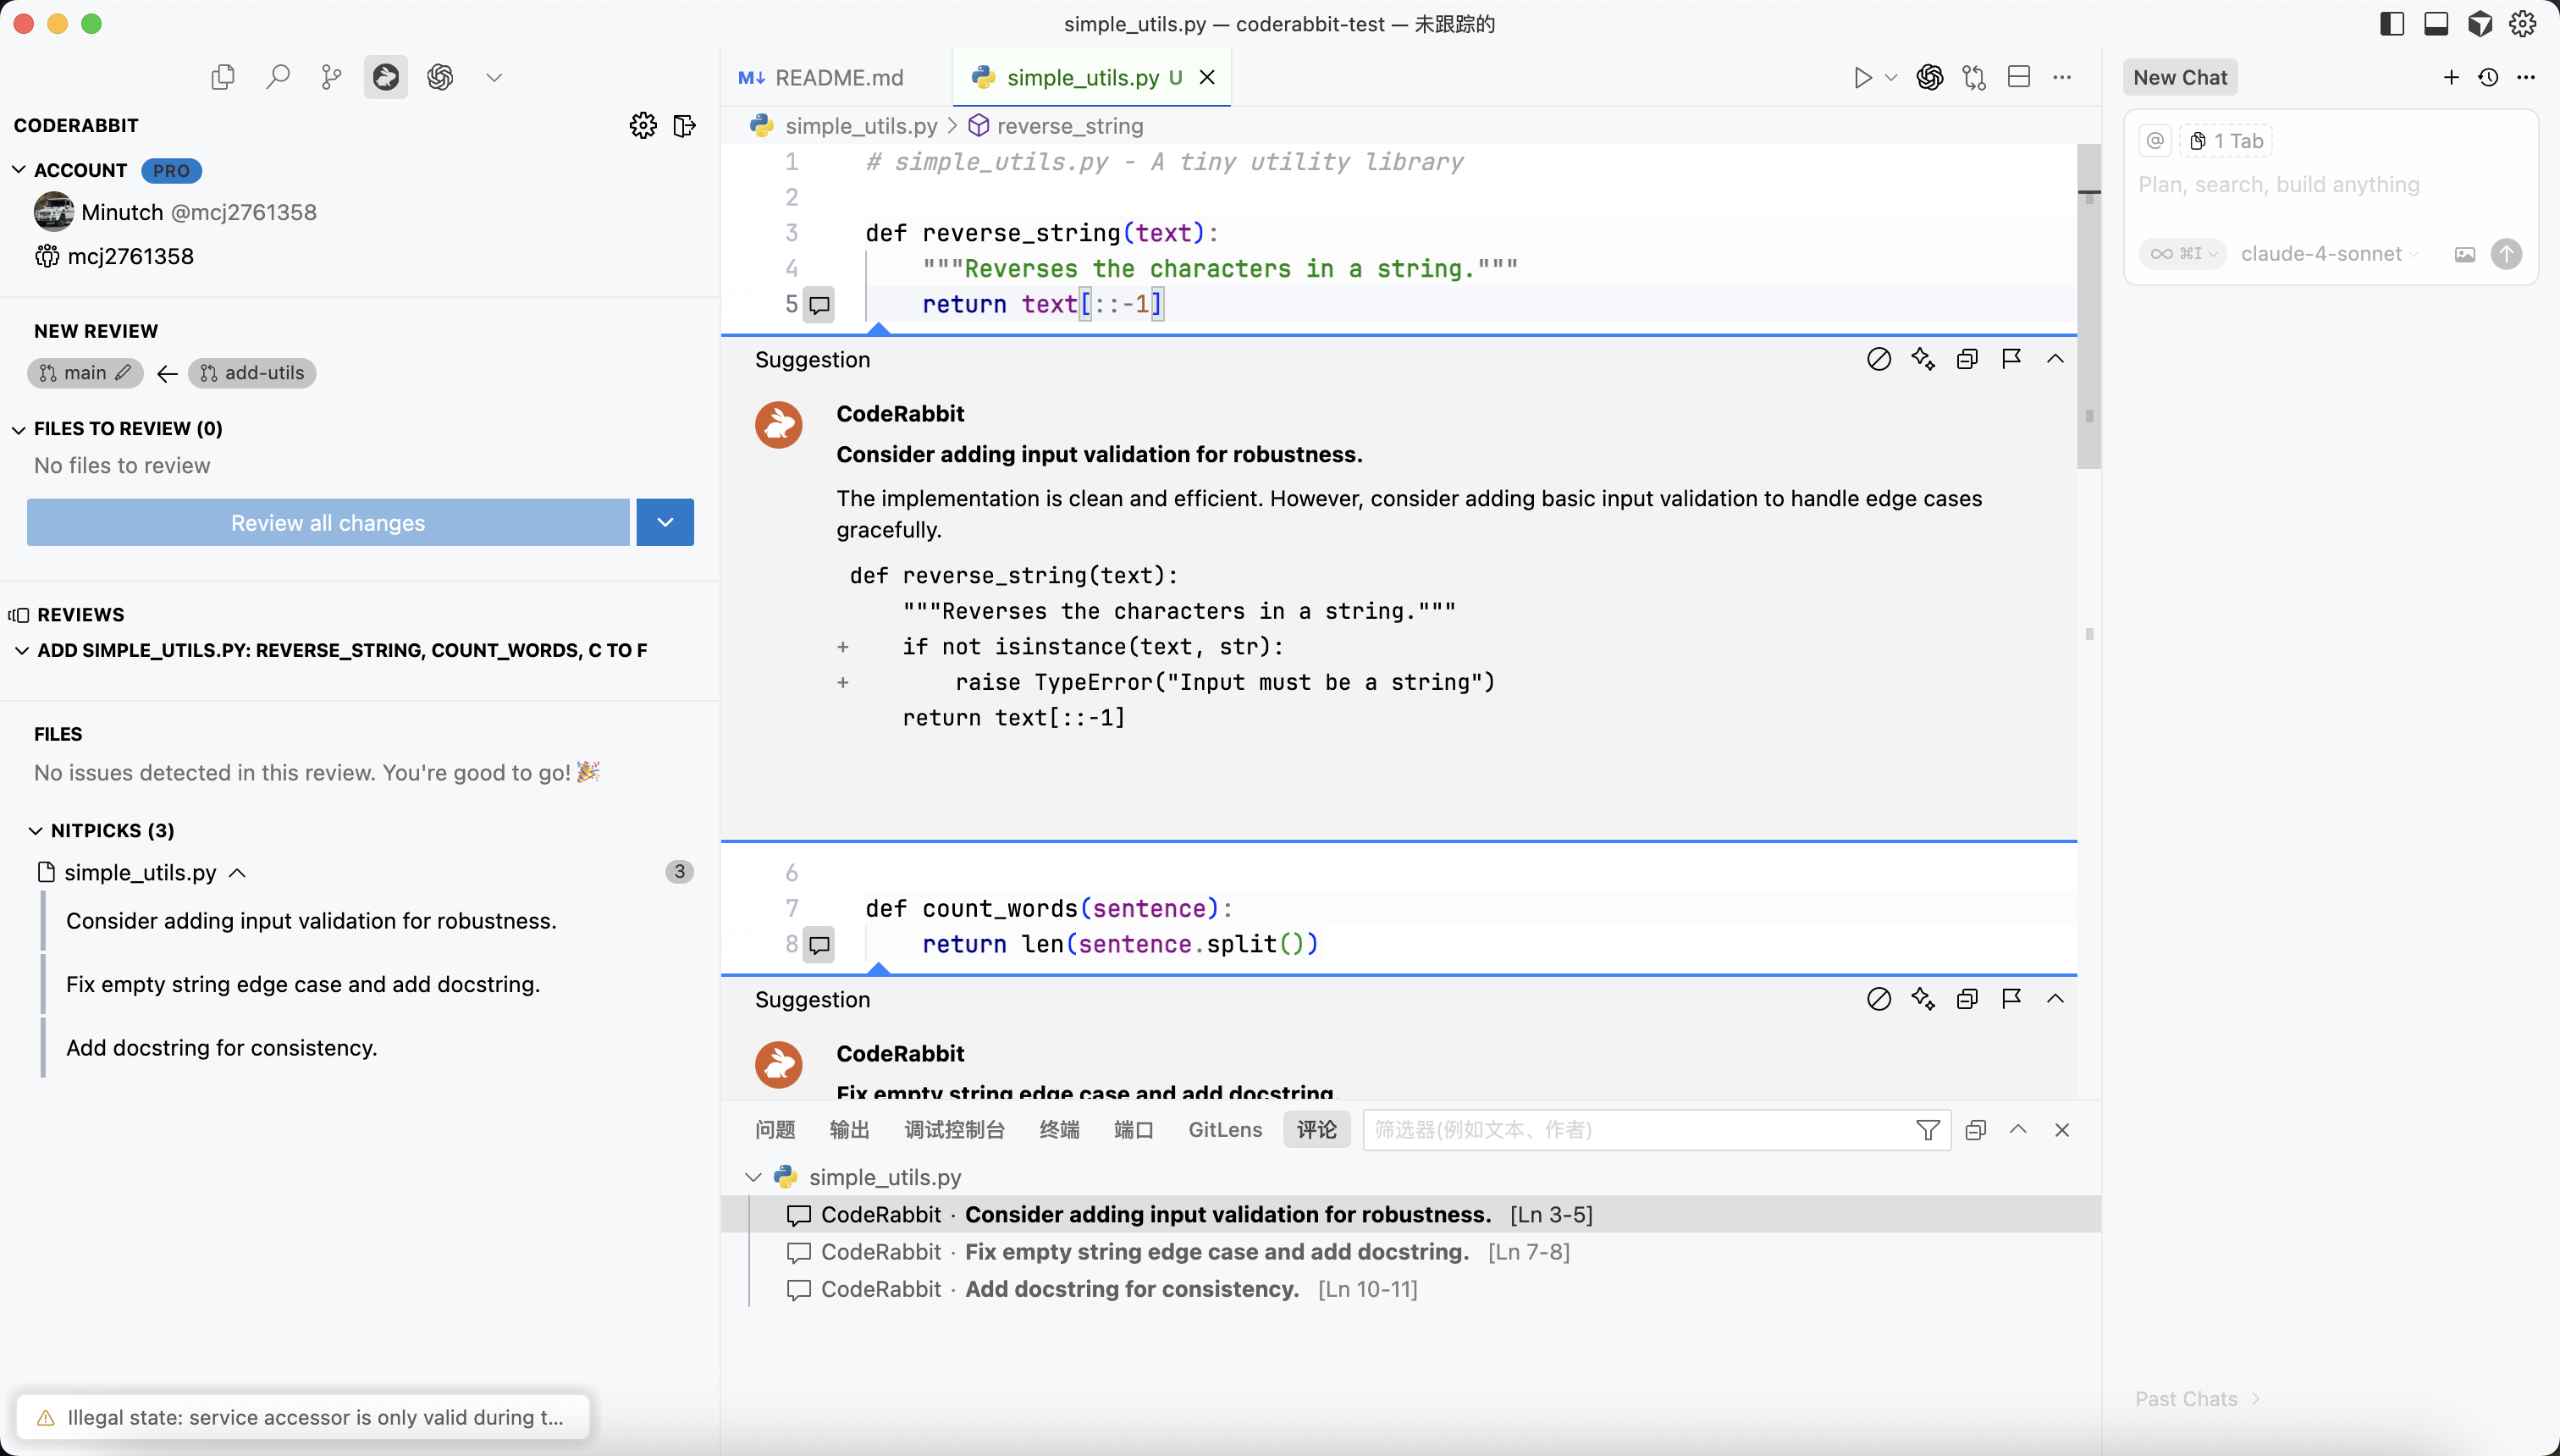 simple_utils.py — coderabbit-test — 未跟踪的
CODERABBIT
ACCOUNT PRO
Minutch @mcj2761358
mcj2761358
NEW REVIEW
main ← add-utils
FILES TO REVIEW (0)
No files to review
Review all changes
REVIEWS
ADD SIMPLE_UTILS.PY: REVERSE_STRING, COUNT_WORDS, C TO F
FILES
No issues detected in this review. You're good to go! 🎉
NITPICKS (3)
simple_utils.py 3
Consider adding input validation for robustness.
Fix empty string edge case and add docstring.
Add docstring for consistency.
Illegal state: service accessor is only valid during t...
M↓ README.md
simple_utils.py U
simple_utils.py > reverse_string
1 # simple_utils.py - A tiny utility library
2
3 def reverse_string(text):
4     """Reverses the characters in a string."""
5     return text[::-1]
Suggestion
CodeRabbit
Consider adding input validation for robustness.
The implementation is clean and efficient. However, consider adding basic input validation to handle edge cases
gracefully.
def reverse_string(text):
    """Reverses the characters in a string."""
+    if not isinstance(text, str):
+        raise TypeError("Input must be a string")
    return text[::-1]
6
7 def count_words(sentence):
8     return len(sentence.split())
Suggestion
CodeRabbit
Fix empty string edge case and add docstring.
问题 输出 调试控制台 终端 端口 GitLens 评论 筛选器(例如文本、作者)
simple_utils.py
CodeRabbit · Consider adding input validation for robustness. [Ln 3-5]
CodeRabbit · Fix empty string edge case and add docstring. [Ln 7-8]
CodeRabbit · Add docstring for consistency. [Ln 10-11]
New Chat
@ 1 Tab
Plan, search, build anything
∞ ⌘I claude-4-sonnet
Past Chats >